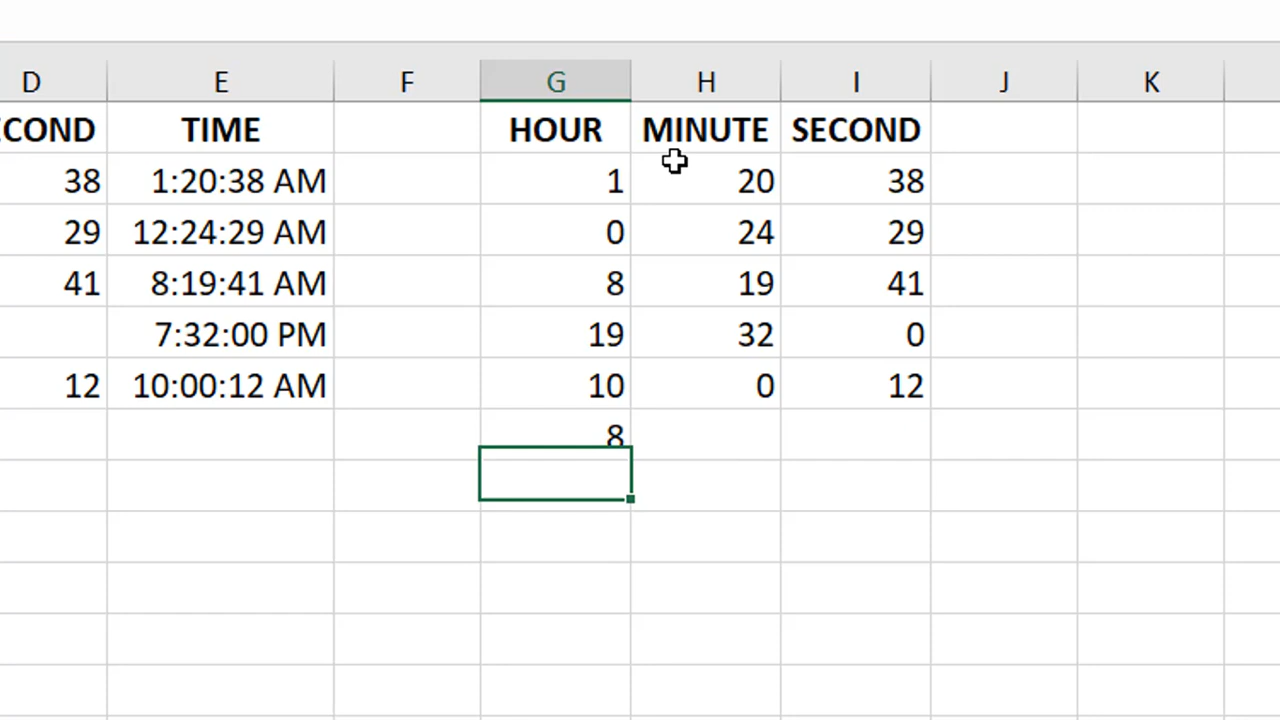 D E F G H I J K
ECOND TIME HOUR MINUTE SECOND
38 1:20:38 AM 1 20 38
29 12:24:29 AM 0 24 29
41 8:19:41 AM 8 19 41
7:32:00 PM 19 32 0
12 10:00:12 AM 10 0 12
8